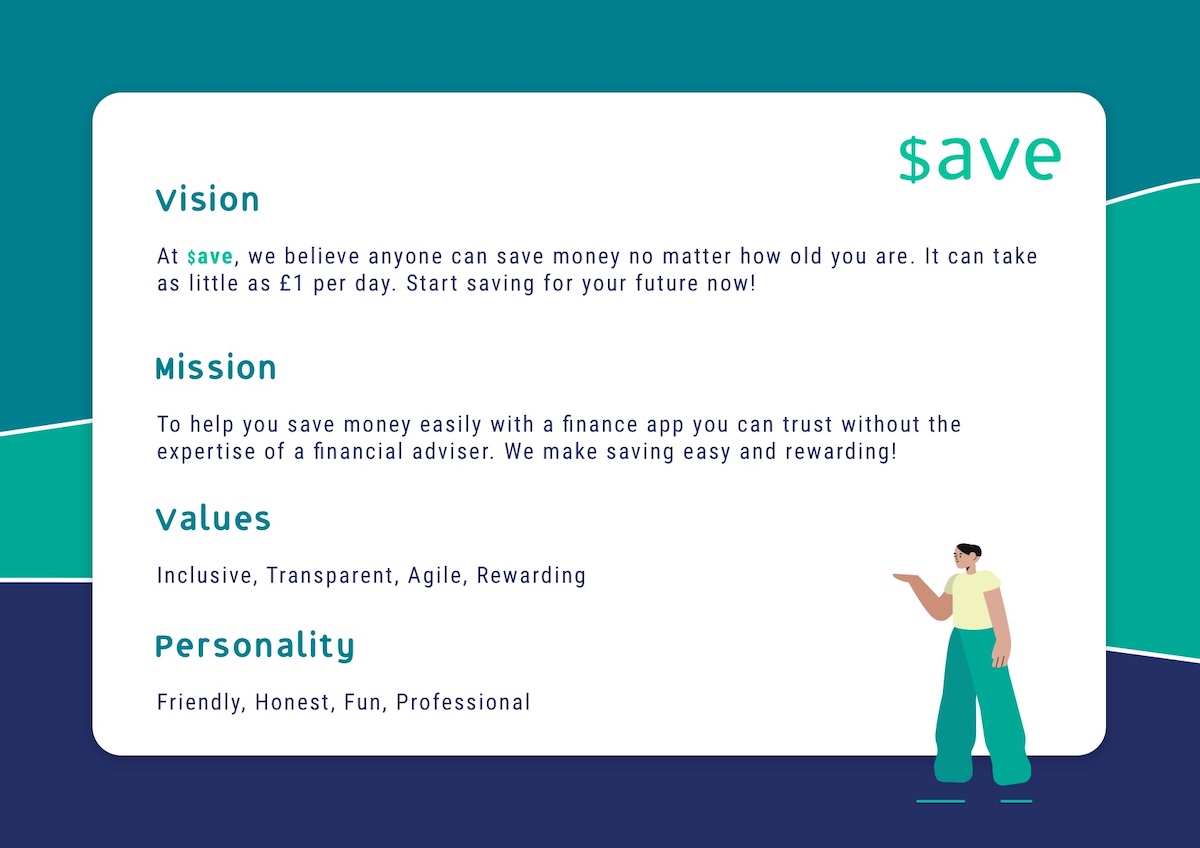 $ave
Vision
At $ave, we believe anyone can save money no matter how old you are. It can take
as little as £1 per day. Start saving for your future now!
Mission
To help you save money easily with a finance app you can trust without the
expertise of a financial adviser. We make saving easy and rewarding!
Values
Inclusive, Transparent, Agile, Rewarding
Personality
Friendly, Honest, Fun, Professional